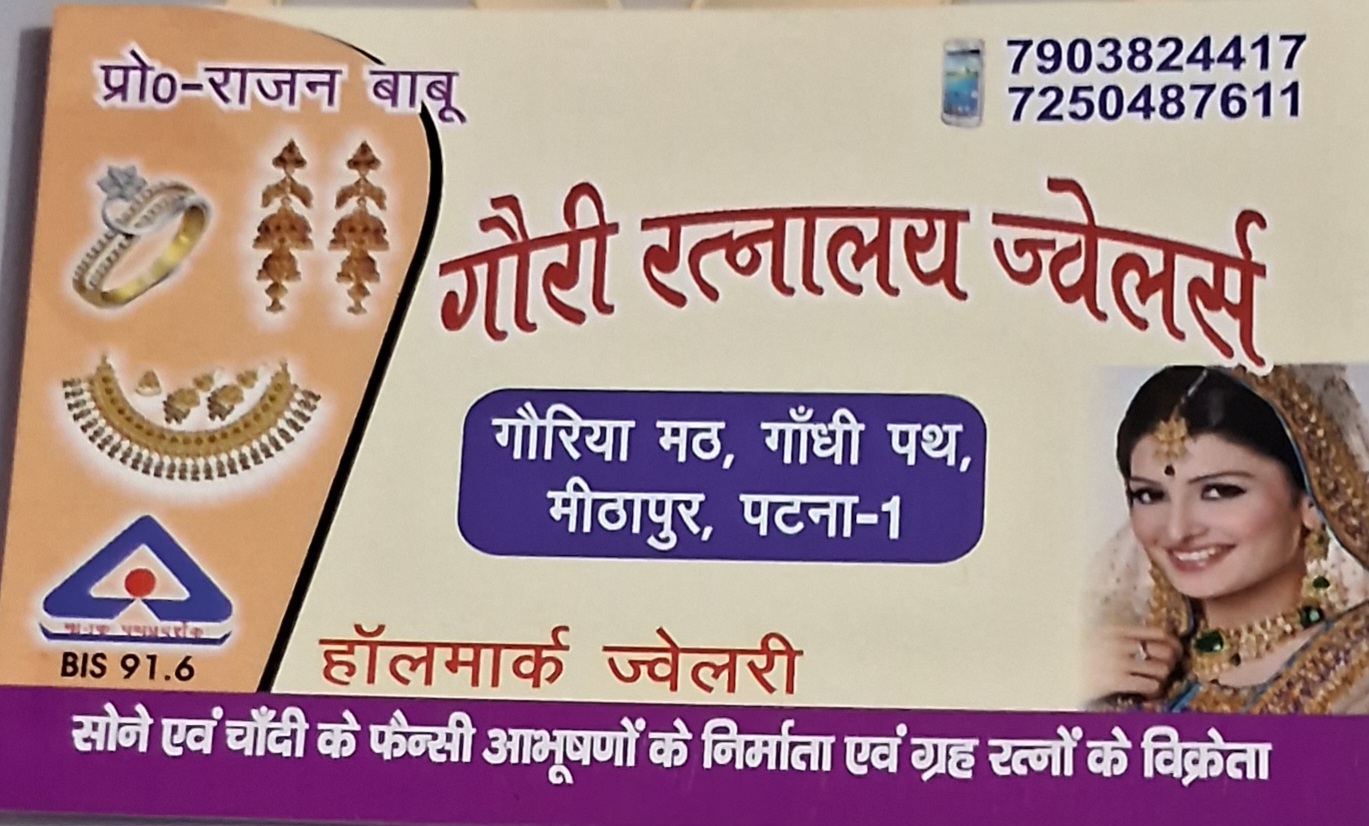 प्रो०-राजन बाबू
7903824417
7250487611
गौरी रत्नालय ज्वेलर्स
गौरिया मठ, गाँधी पथ,
मीठापुर, पटना-1
BIS 91.6
हॉलमार्क ज्वेलरी
सोने एवं चाँदी के फैन्सी आभूषणों के निर्माता एवं ग्रह रत्नों के विक्रेता